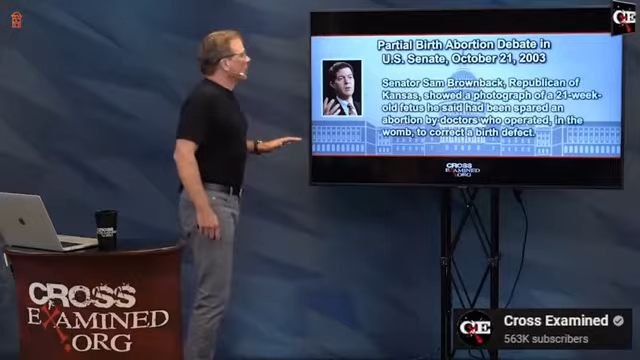 Partial Birth Abortion Debate in
U.S. Senate, October 21, 2003
Senator Sam Brownback, Republican of
Kansas, showed a photograph of a 21-week-
old fetus he said had been spared an
abortion by doctors who operated, in the
womb, to correct a birth defect.
CROSS
EXAMINED
.ORG
CROSS
EXAMINED
.ORG
CE
CE
Cross Examined
563K subscribers